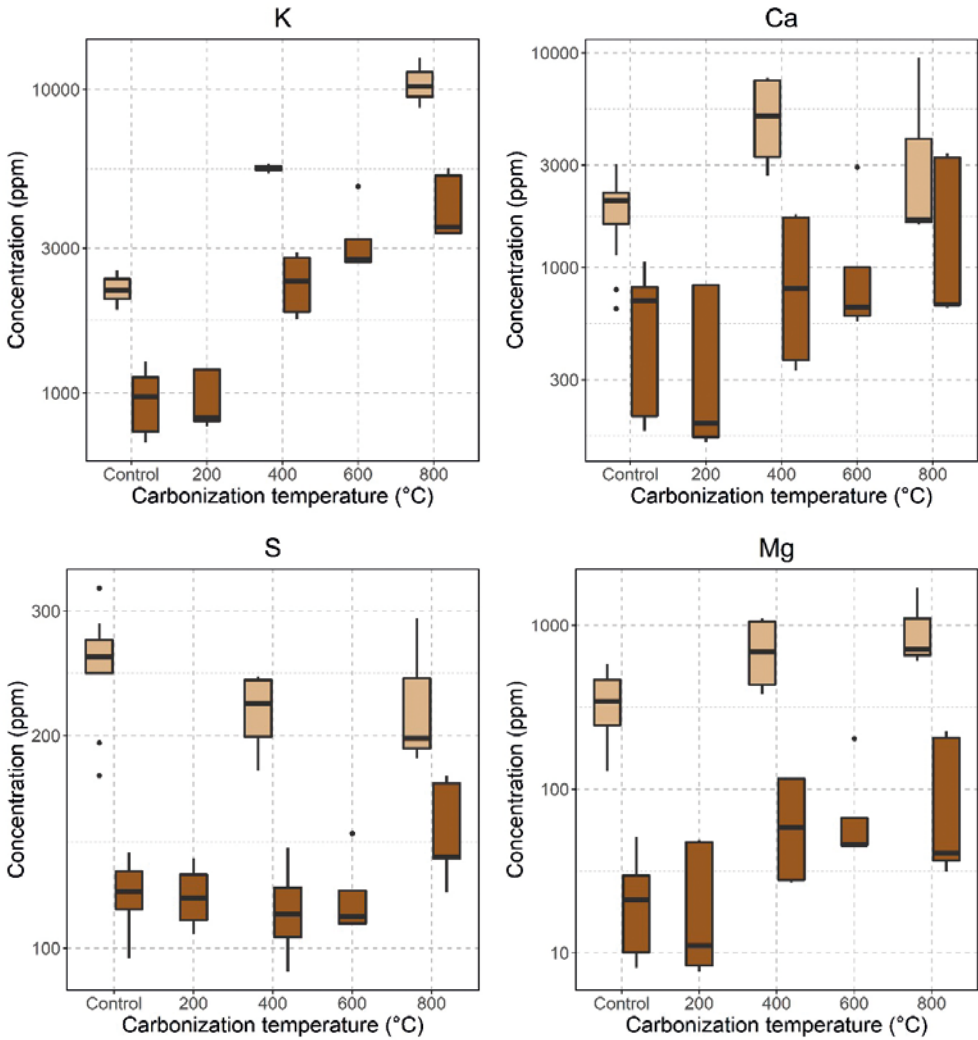 K
Concentration (ppm)
10000
3000
1000
Control 200 400 600 800
Carbonization temperature (°C)
Ca
Concentration (ppm)
10000
3000
1000
300
Control 200 400 600 800
Carbonization temperature (°C)
S
Concentration (ppm)
300
200
100
Control 200 400 600 800
Carbonization temperature (°C)
Mg
Concentration (ppm)
1000
100
10
Control 200 400 600 800
Carbonization temperature (°C)